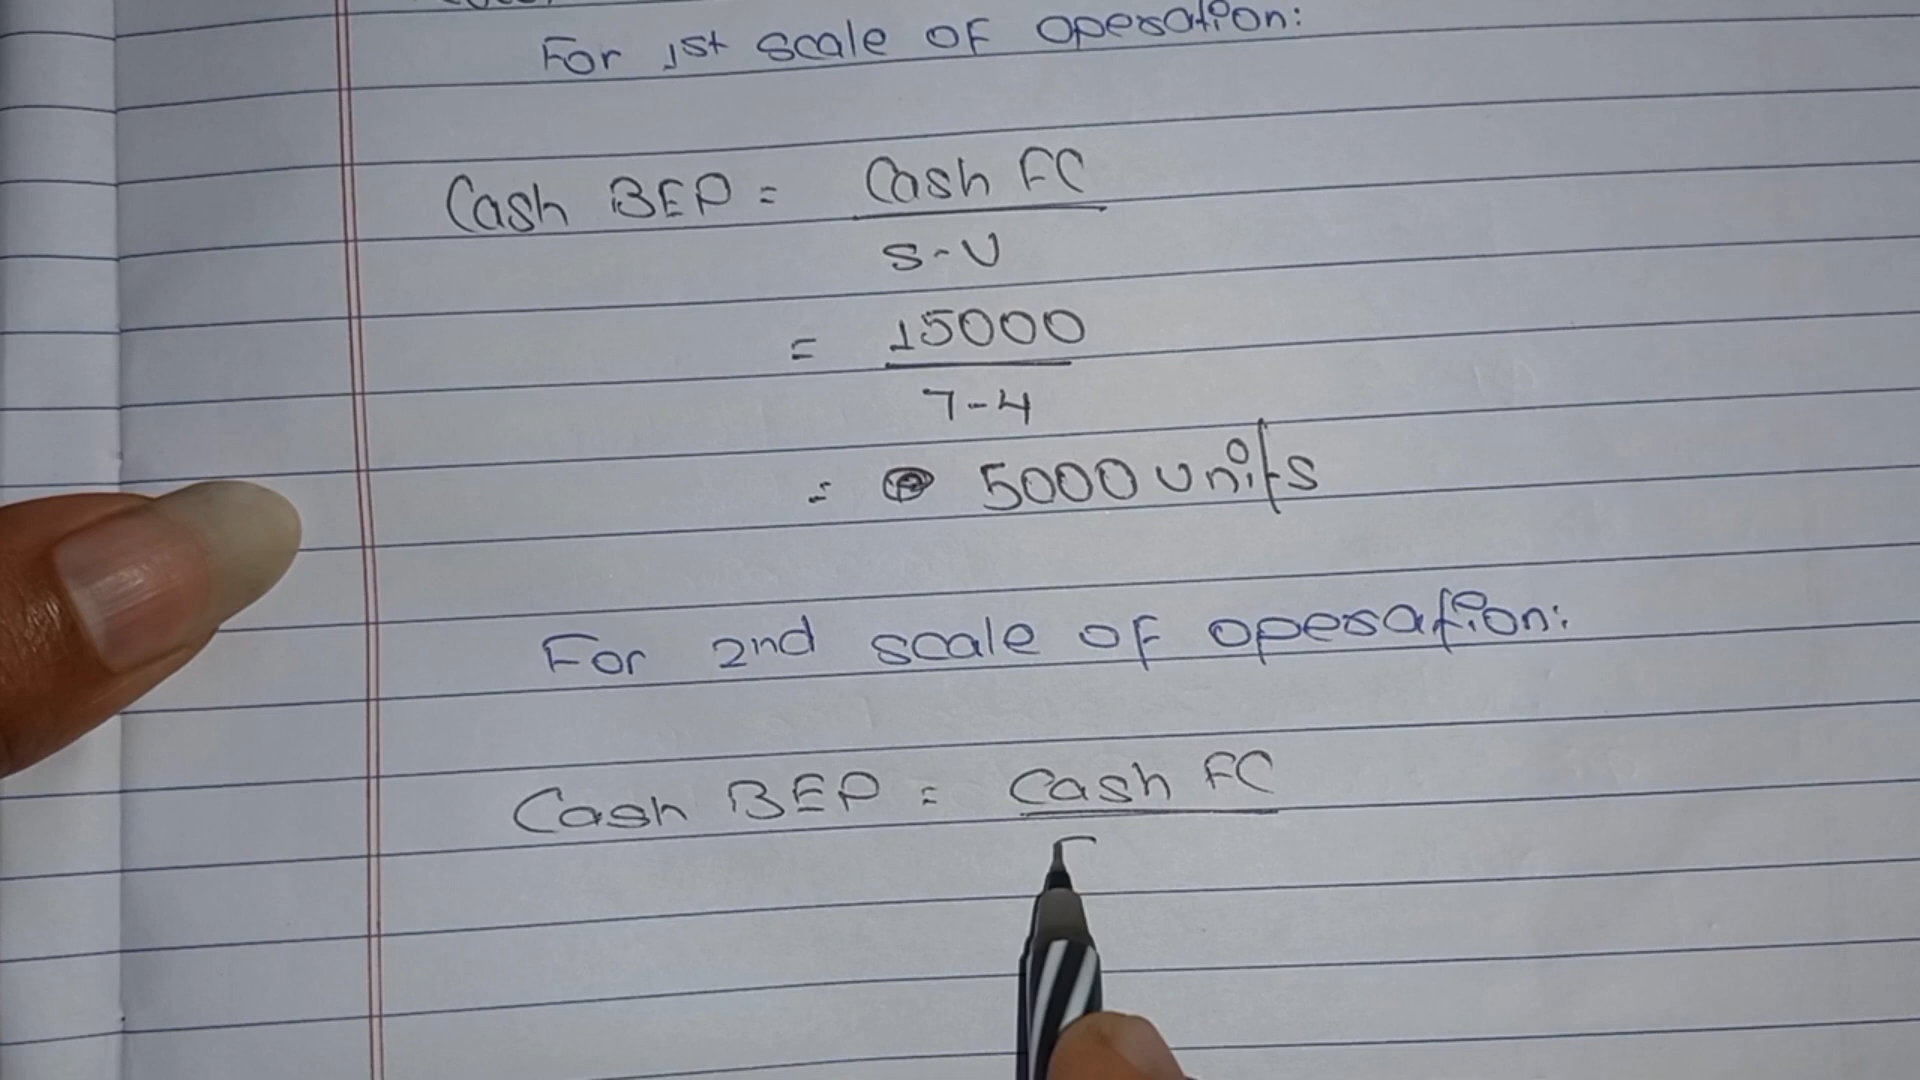 For 1st scale OF operation:
Cash BEP = Cash FC
S-V
= 15000
7-4
= 5000 units
For 2nd scale OF operation:
Cash BEP = Cash FC